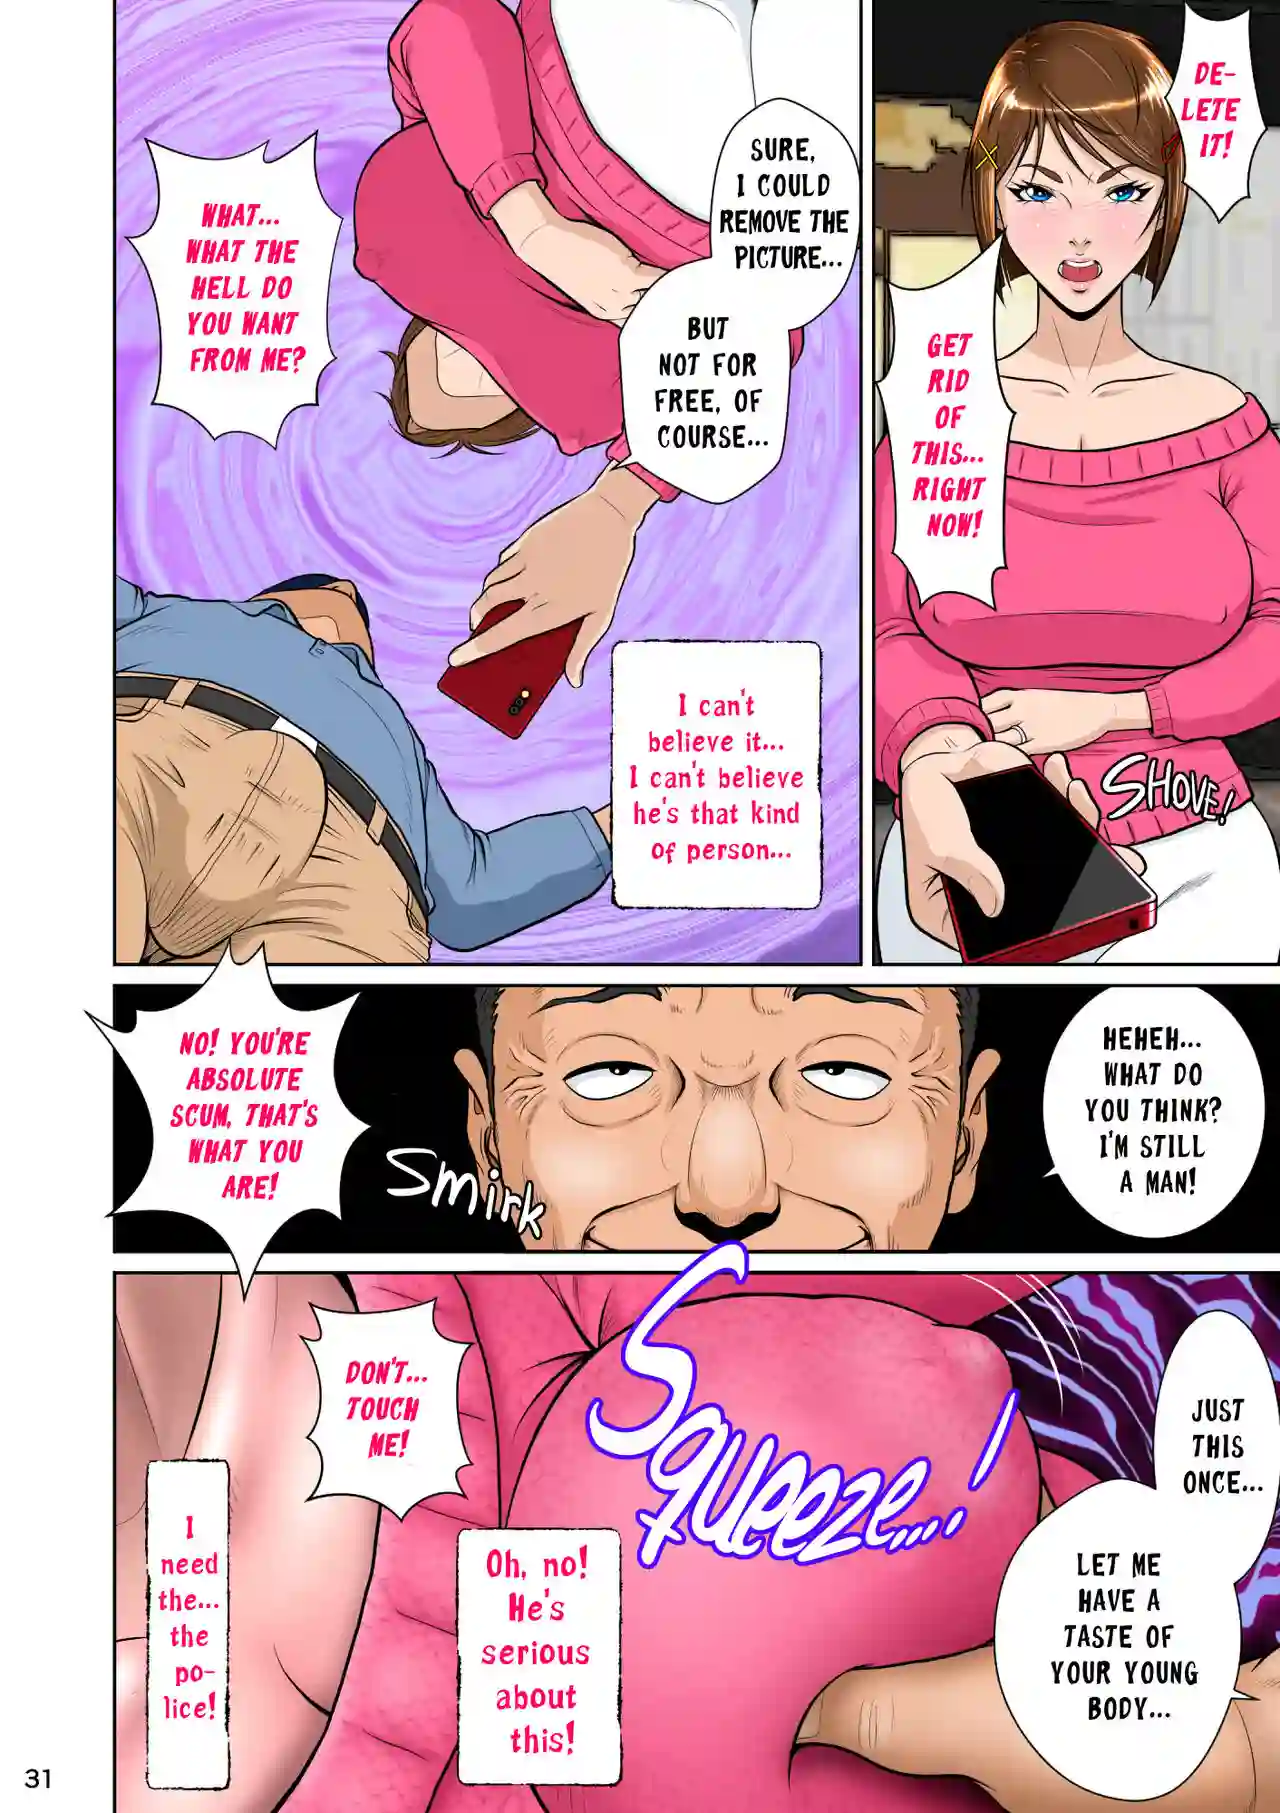 DE-
LETE
IT!
GET
RID
OF
THIS...
RIGHT
NOW!
SHOVE!
SURE,
I COULD
REMOVE THE
PICTURE...
BUT
NOT FOR
FREE, OF
COURSE...
WHAT...
WHAT THE
HELL DO
YOU WANT
FROM ME?
I can't
believe it...
I can't believe
he's that kind
of person...
HEHEH...
WHAT DO
YOU THINK?
I'M STILL
A MAN!
Smirk
NO! YOU'RE
ABSOLUTE
SCUM, THAT'S
WHAT YOU
ARE!
JUST
THIS
ONCE...
LET ME
HAVE A
TASTE OF
YOUR YOUNG
BODY...
Squeeze...!
DON'T...
TOUCH
ME!
Oh, no!
He's
serious
about
this!
I
need
the...
the
po-
lice!
31